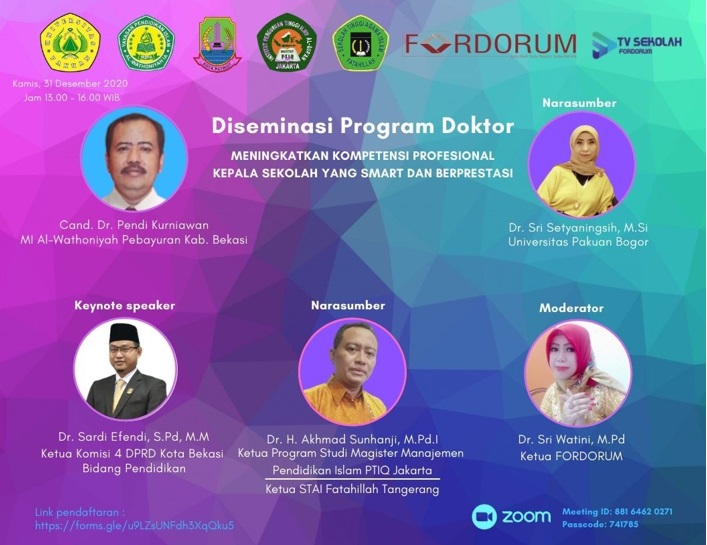 FORDORUM
TV SEKOLAH
FORDORUM
Kamis, 31 Desember 2020
Jam 13.00 - 16.00 WIB
Diseminasi Program Doktor
MENINGKATKAN KOMPETENSI PROFESIONAL
KEPALA SEKOLAH YANG SMART DAN BERPRESTASI
Cand. Dr. Pendi Kurniawan
MI Al-Wathoniyah Pebayuran Kab. Bekasi
Narasumber
Dr. Sri Setyaningsih, M.Si
Universitas Pakuan Bogor
Keynote speaker
Dr. Sardi Efendi, S.Pd, M.M
Ketua Komisi 4 DPRD Kota Bekasi
Bidang Pendidikan
Narasumber
Dr. H. Akhmad Sunhanji, M.Pd.I
Ketua Program Studi Magister Manajemen
Pendidikan Islam PTIQ Jakarta
Ketua STAI Fatahillah Tangerang
Moderator
Dr. Sri Watini, M.Pd
Ketua FORDORUM
Link pendaftaran :
https://forms.gle/u9LZsUNFdh3XqQku5
zoom
Meeting ID: 881 6462 0271
Passcode: 741785